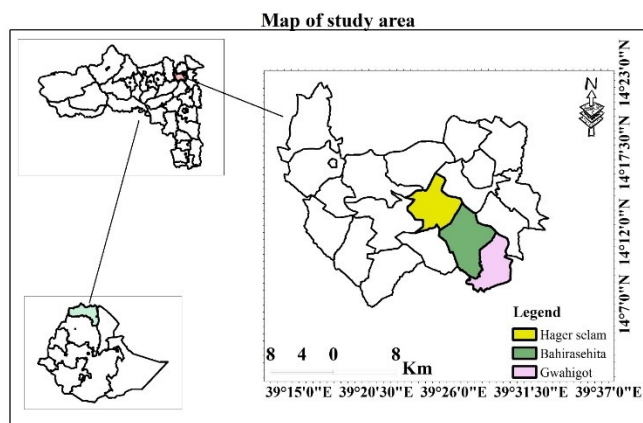 Map of study area
N
14°23'0"N
14°17'30"N
14°12'0"N
14°7'0"N
Legend
Hager selam
Bahirasehita
Gwahigot
8 4 0 8
Km
39°15'0"E 39°20'30"E 39°26'0"E 39°31'30"E 39°37'0"E